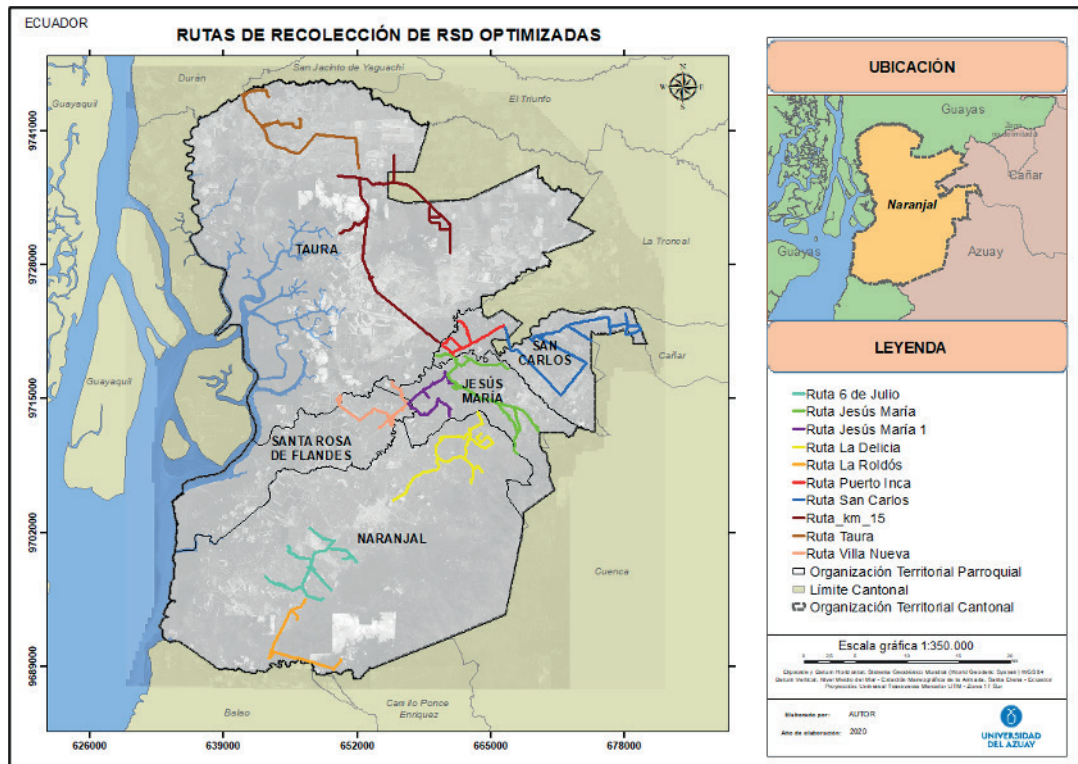 ECUADOR
RUTAS DE RECOLECCIÓN DE RSD OPTIMIZADAS
San Jacinto de Yaguachi
Durán
Guayaquil
El Triunfo
9741000
TAURA
La Troncal
9728000
SAN
CARLOS
Cañar
Guayaquil
JESÚS
MARÍA
9715000
SANTA ROSA
DE FLANDES
NARANJAL
9702000
Cuenca
9689000
Balao
Camilo Ponce
Enriquez
626000
639000
652000
665000
678000
UBICACIÓN
Guayas
Cañar
Naranjal
Guayas
Azuay
LEYENDA
Ruta 6 de Julio
Ruta Jesús María
Ruta Jesús María 1
Ruta La Delicia
Ruta La Roldós
Ruta Puerto Inca
Ruta San Carlos
Ruta_km_15
Ruta Taura
Ruta Villa Nueva
Organización Territorial Parroquial
Límite Cantonal
Organización Territorial Cantonal
Escala gráfica 1:350.000
Elaborado por: AUTOR
Año de elaboración: 2020
UNIVERSIDAD
DEL AZUAY